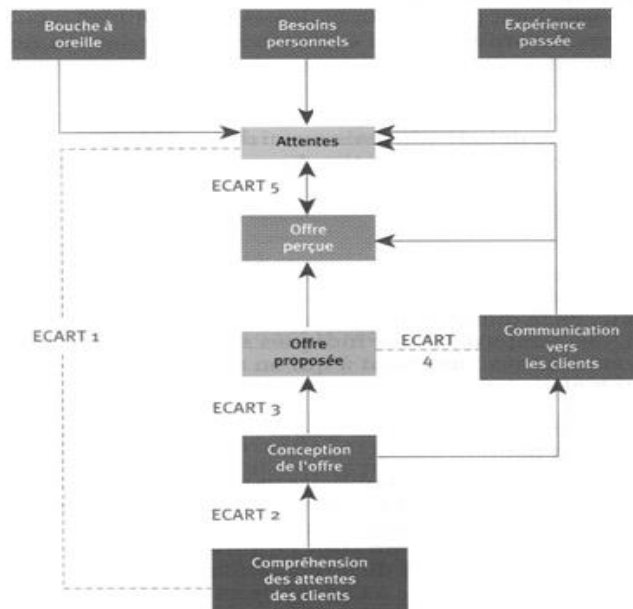 Bouche à
oreille
Besoins
personnels
Expérience
passée
Attentes
ECART 5
Offre
perçue
ECART 1
Offre
proposée
ECART
4
Communication
vers
les clients
ECART 3
Conception
de l'offre
ECART 2
Compréhension
des attentes
des clients